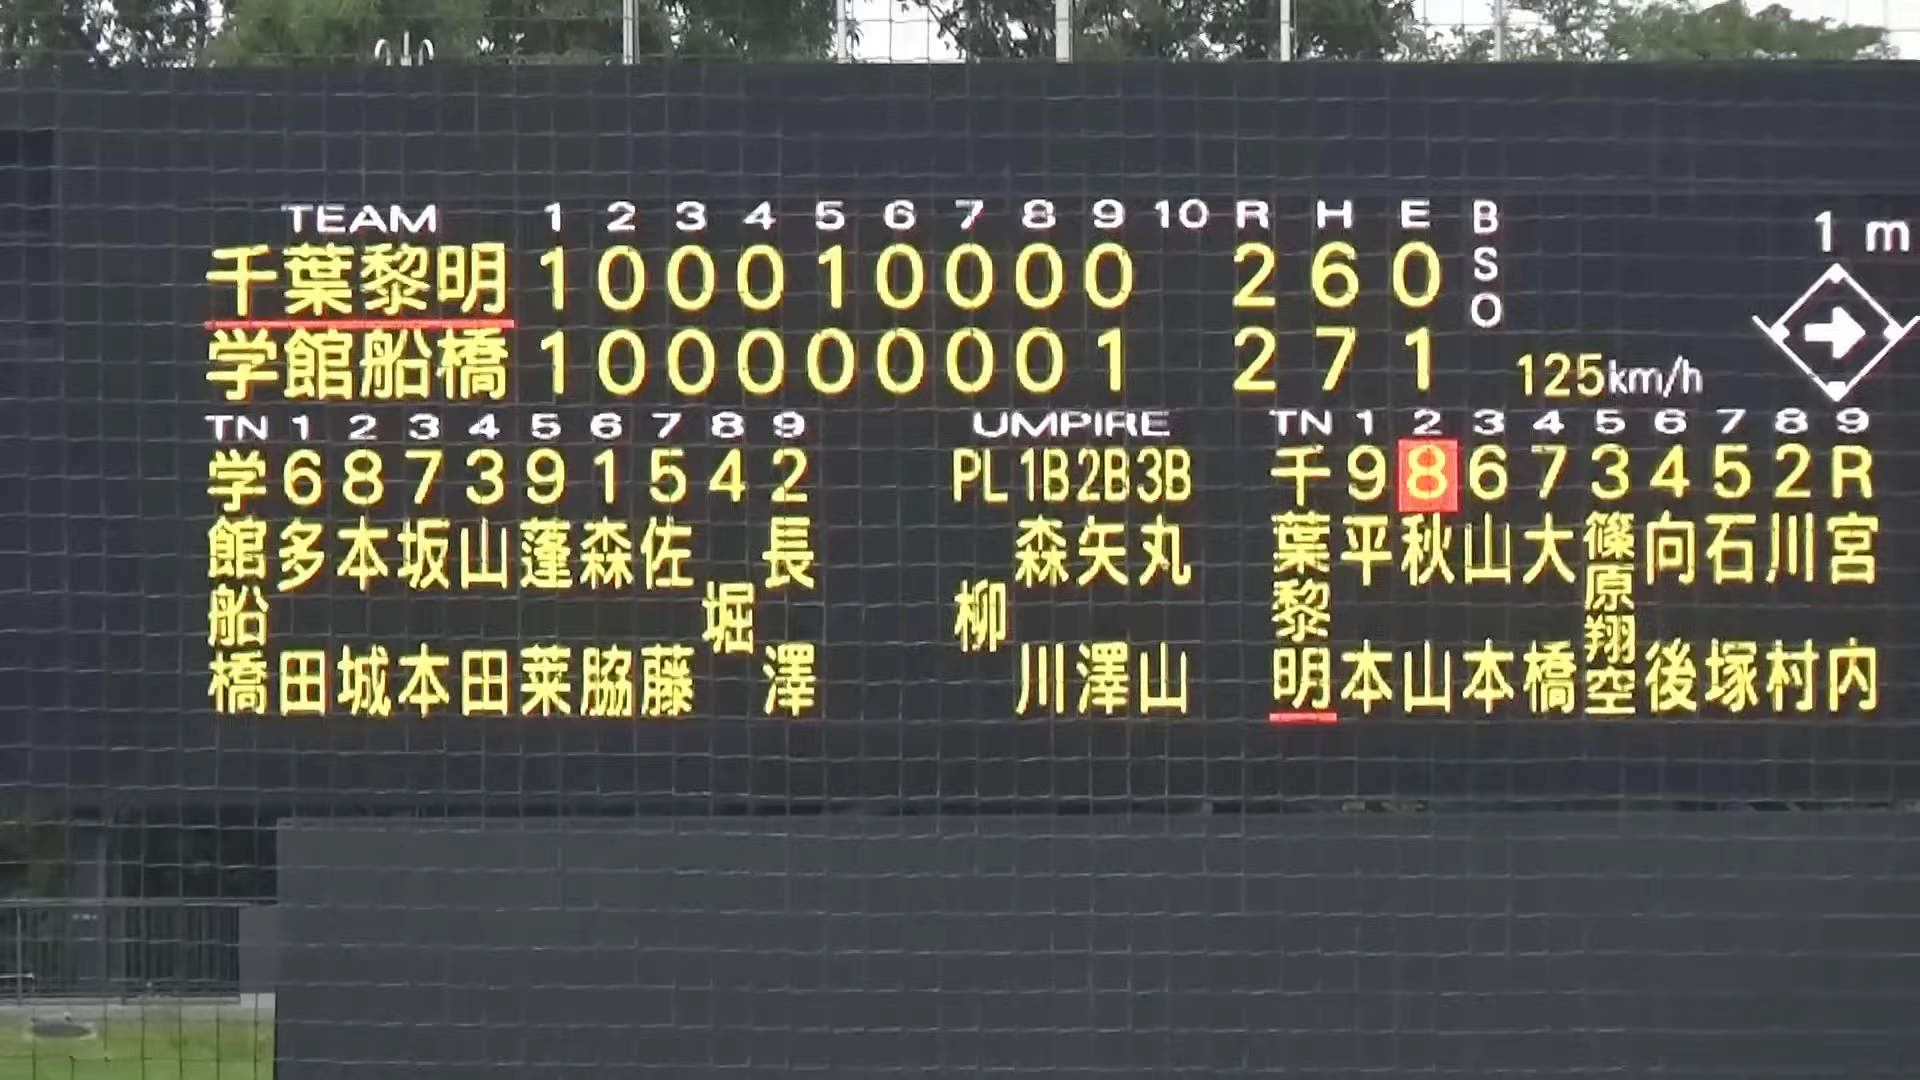 TEAM 1 2 3 4 5 6 7 8 9 10 R H E B
千葉黎明 1 0 0 0 1 0 0 0 0 2 6 0 S
O
学館船橋 1 0 0 0 0 0 0 0 1 2 7 1
125km/h
1 m
TN 1 2 3 4 5 6 7 8 9
学館船橋
6 多田
8 本城
7 坂本
3 山田
9 蓬莱
1 森脇
5 佐藤
4 堀
2 長澤
UMPIRE
PL 柳
1B 森川
2B 矢澤
3B 丸山
TN 1 2 3 4 5 6 7 8 9
千葉黎明
9 平本
8 秋山
6 山本
7 大橋
3 篠原翔空
4 向後
5 石塚
2 川村
R 宮内